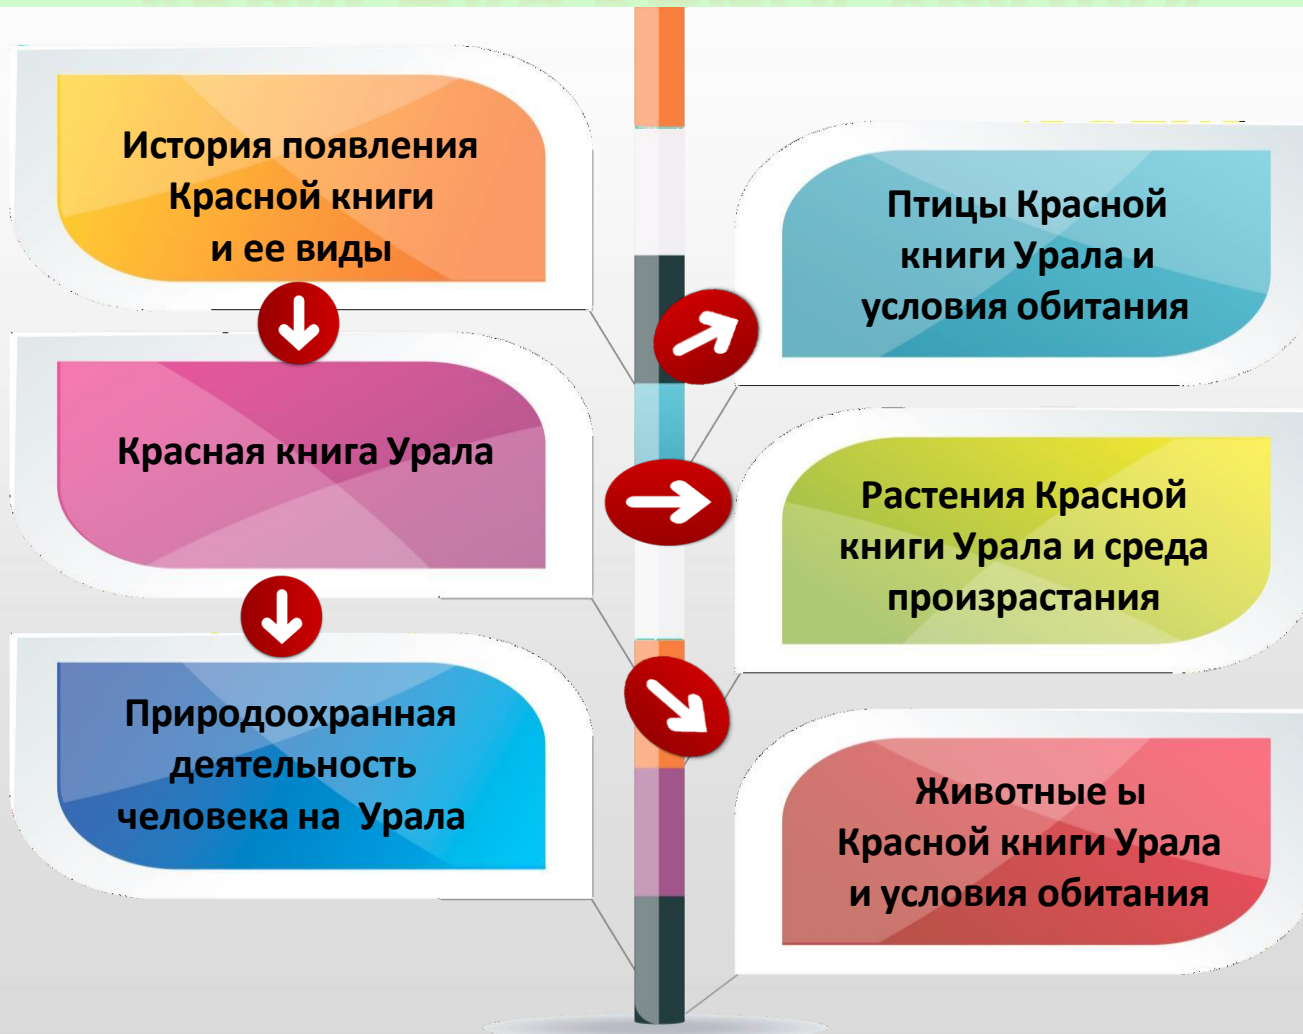 История появления
Красной книги
и ее виды
Красная книга Урала
Природоохранная
деятельность
человека на  Урала
Птицы Красной
книги Урала и
условия обитания
Растения Красной
книги Урала и среда
произрастания
Животные ы
Красной книги Урала
и условия обитания